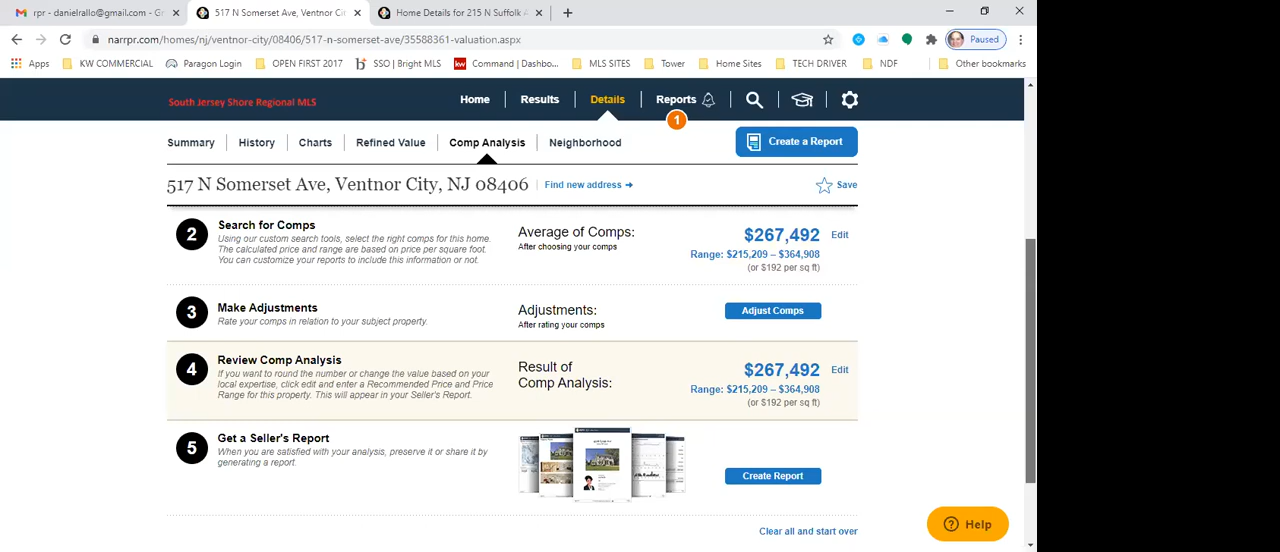 rpr - danielrallo@gmail.com - Gr
517 N Somerset Ave, Ventnor Cit
Home Details for 215 N Suffolk A
narrpr.com/homes/nj/ventnor-city/08406/517-n-somerset-ave/35588361-valuation.aspx
Paused
Apps
KW COMMERCIAL
Paragon Login
OPEN FIRST 2017
SSO | Bright MLS
kw
Command | Dashbo...
MLS SITES
Tower
Home Sites
TECH DRIVER
NDF
Other bookmarks
South Jersey Shore Regional MLS
Home
Results
Details
Reports
1
Summary
History
Charts
Refined Value
Comp Analysis
Neighborhood
Create a Report
517 N Somerset Ave, Ventnor City, NJ 08406
Find new address
Save
2
Search for Comps
Using our custom search tools, select the right comps for this home.
The calculated price and range are based on price per square foot.
You can customize your reports to include this information or not.
Average of Comps:
After choosing your comps
$267,492
Edit
Range: $215,209 – $364,908
(or $192 per sq ft)
3
Make Adjustments
Rate your comps in relation to your subject property.
Adjustments:
After rating your comps
Adjust Comps
4
Review Comp Analysis
If you want to round the number or change the value based on your
local expertise, click edit and enter a Recommended Price and Price
Range for this property. This will appear in your Seller's Report.
Result of
Comp Analysis:
$267,492
Edit
Range: $215,209 – $364,908
(or $192 per sq ft)
5
Get a Seller's Report
When you are satisfied with your analysis, preserve it or share it by
generating a report.
Create Report
Clear all and start over
Help